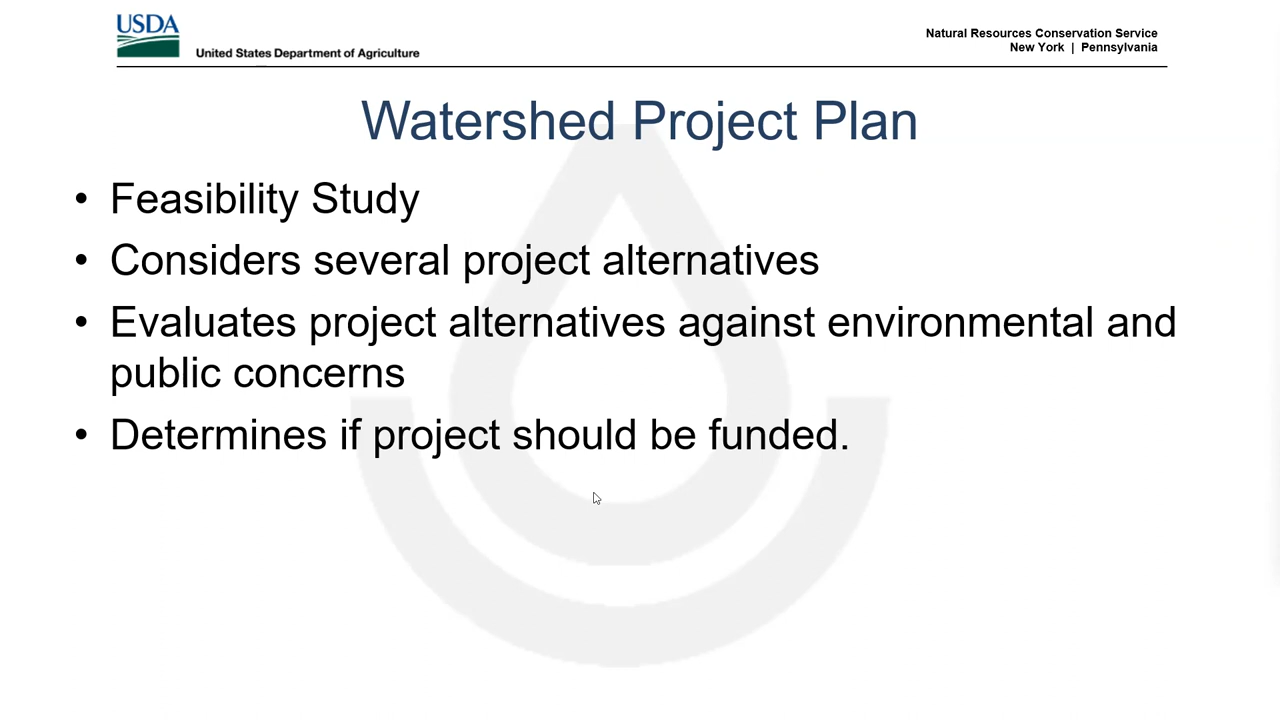 USDA
United States Department of Agriculture
Natural Resources Conservation Service
New York | Pennsylvania
Watershed Project Plan
• Feasibility Study
• Considers several project alternatives
• Evaluates project alternatives against environmental and
public concerns
• Determines if project should be funded.